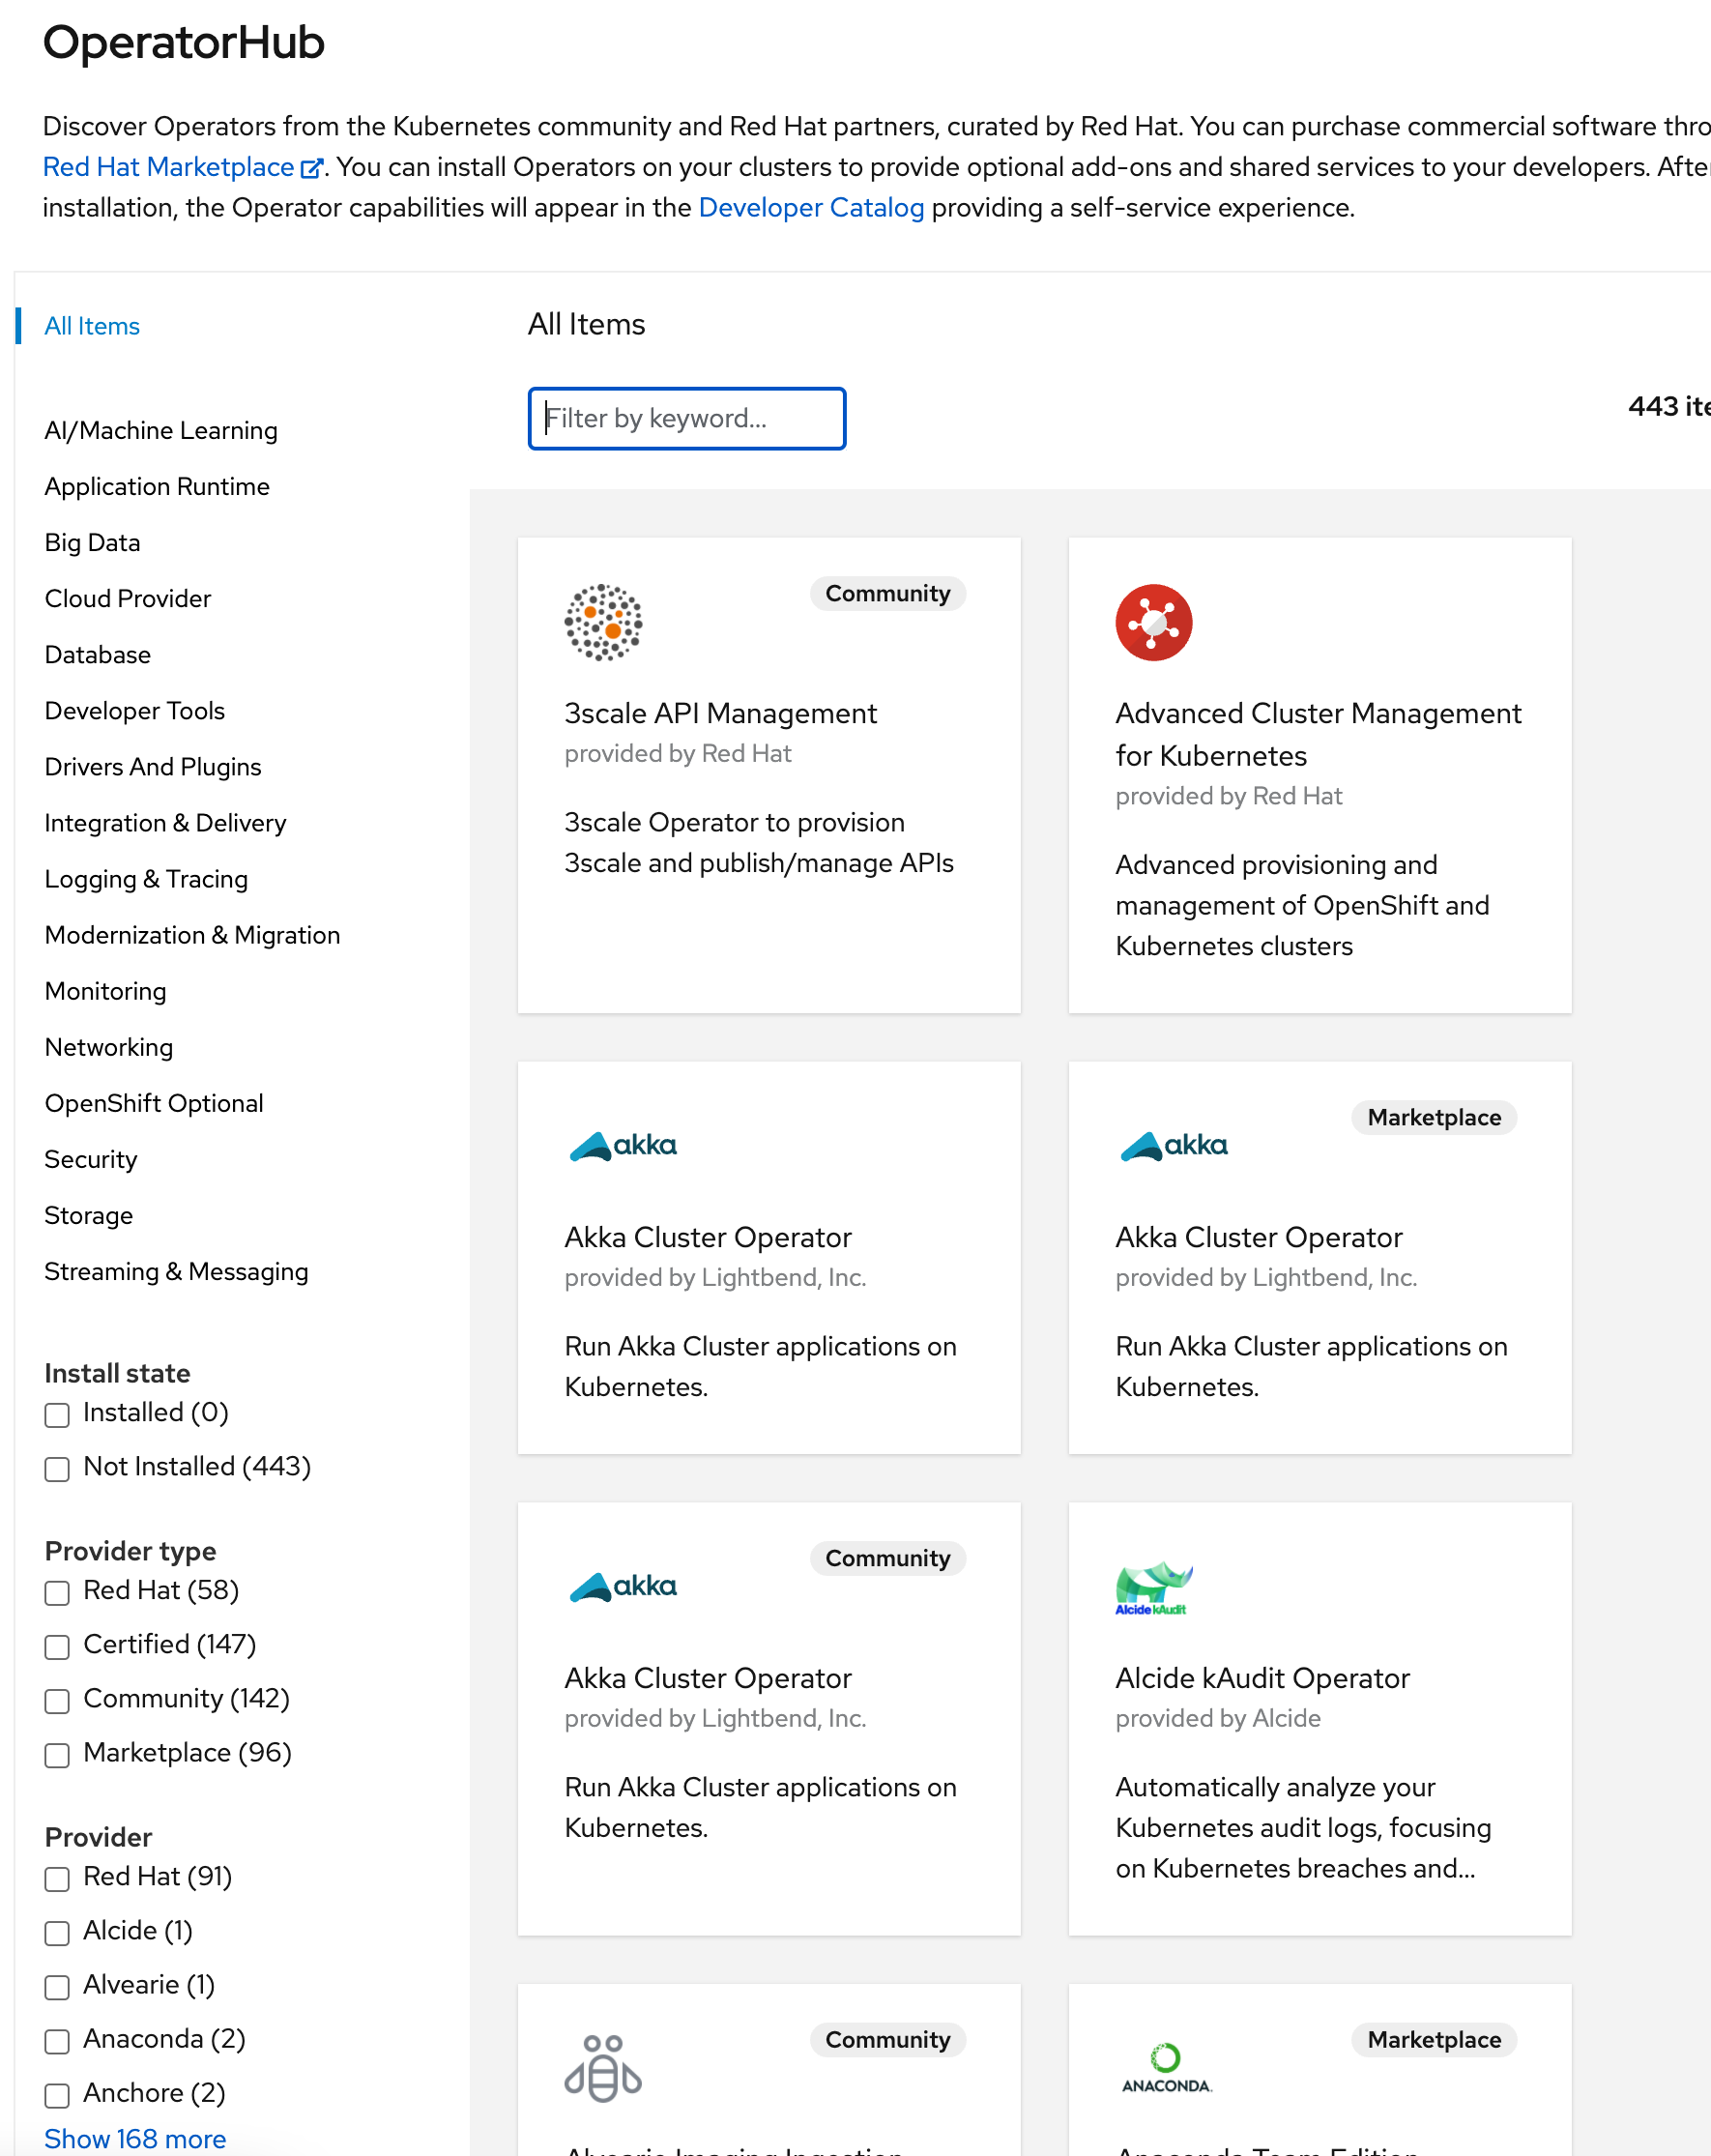 OperatorHub
Discover Operators from the Kubernetes community and Red Hat partners, curated by Red Hat. You can purchase commercial software thro
Red Hat Marketplace. You can install Operators on your clusters to provide optional add-ons and shared services to your developers. After
installation, the Operator capabilities will appear in the Developer Catalog providing a self-service experience.
All Items
AI/Machine Learning
Application Runtime
Big Data
Cloud Provider
Database
Developer Tools
Drivers And Plugins
Integration & Delivery
Logging & Tracing
Modernization & Migration
Monitoring
Networking
OpenShift Optional
Security
Storage
Streaming & Messaging
Install state
Installed (0)
Not Installed (443)
Provider type
Red Hat (58)
Certified (147)
Community (142)
Marketplace (96)
Provider
Red Hat (91)
Alcide (1)
Alvearie (1)
Anaconda (2)
Anchore (2)
Show 168 more
All Items
Filter by keyword...
443 ite
Community
3scale API Management
provided by Red Hat
3scale Operator to provision
3scale and publish/manage APIs
Advanced Cluster Management
for Kubernetes
provided by Red Hat
Advanced provisioning and
management of OpenShift and
Kubernetes clusters
akka
Akka Cluster Operator
provided by Lightbend, Inc.
Run Akka Cluster applications on
Kubernetes.
Marketplace
akka
Akka Cluster Operator
provided by Lightbend, Inc.
Run Akka Cluster applications on
Kubernetes.
Community
akka
Akka Cluster Operator
provided by Lightbend, Inc.
Run Akka Cluster applications on
Kubernetes.
Alcide kAudit
Alcide kAudit Operator
provided by Alcide
Automatically analyze your
Kubernetes audit logs, focusing
on Kubernetes breaches and...
Community
Alvearie Imaging Ingestion
Marketplace
ANACONDA.
Anaconda Team Edition